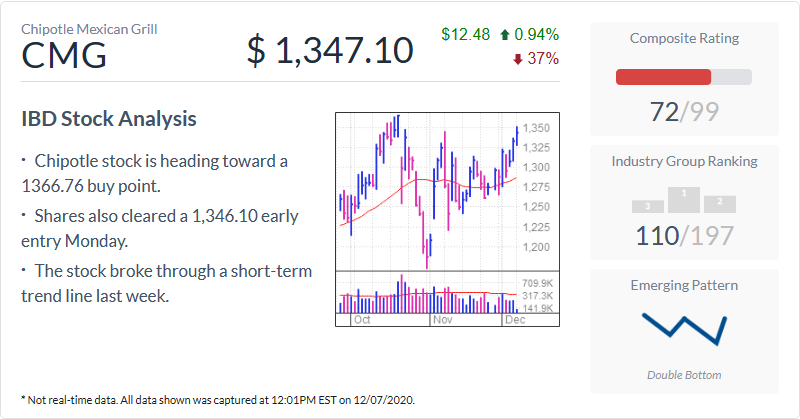 Chipotle Mexican Grill
CMG
$ 1,347.10
$12.48 0.94%
37%
IBD Stock Analysis
· Chipotle stock is heading toward a
1366.76 buy point.
· Shares also cleared a 1,346.10 early
entry Monday.
· The stock broke through a short-term
trend line last week.
1,350
1,325
1,300
1,275
1,250
1,225
1,200
709.9K
317.3K
141.9K
Oct Nov Dec
Composite Rating
72/99
Industry Group Ranking
3 1 2
110/197
Emerging Pattern
Double Bottom
* Not real-time data. All data shown was captured at 12:01PM EST on 12/07/2020.